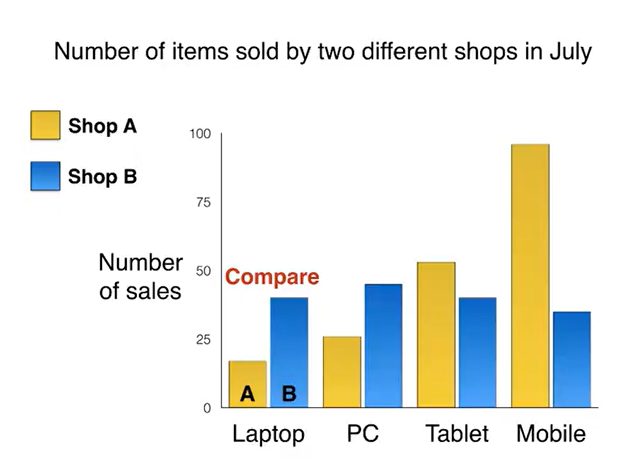 Number of items sold by two different shops in July
Shop A
Shop B
Number
of sales
100
75
50
25
0
Compare
A B
Laptop PC Tablet Mobile